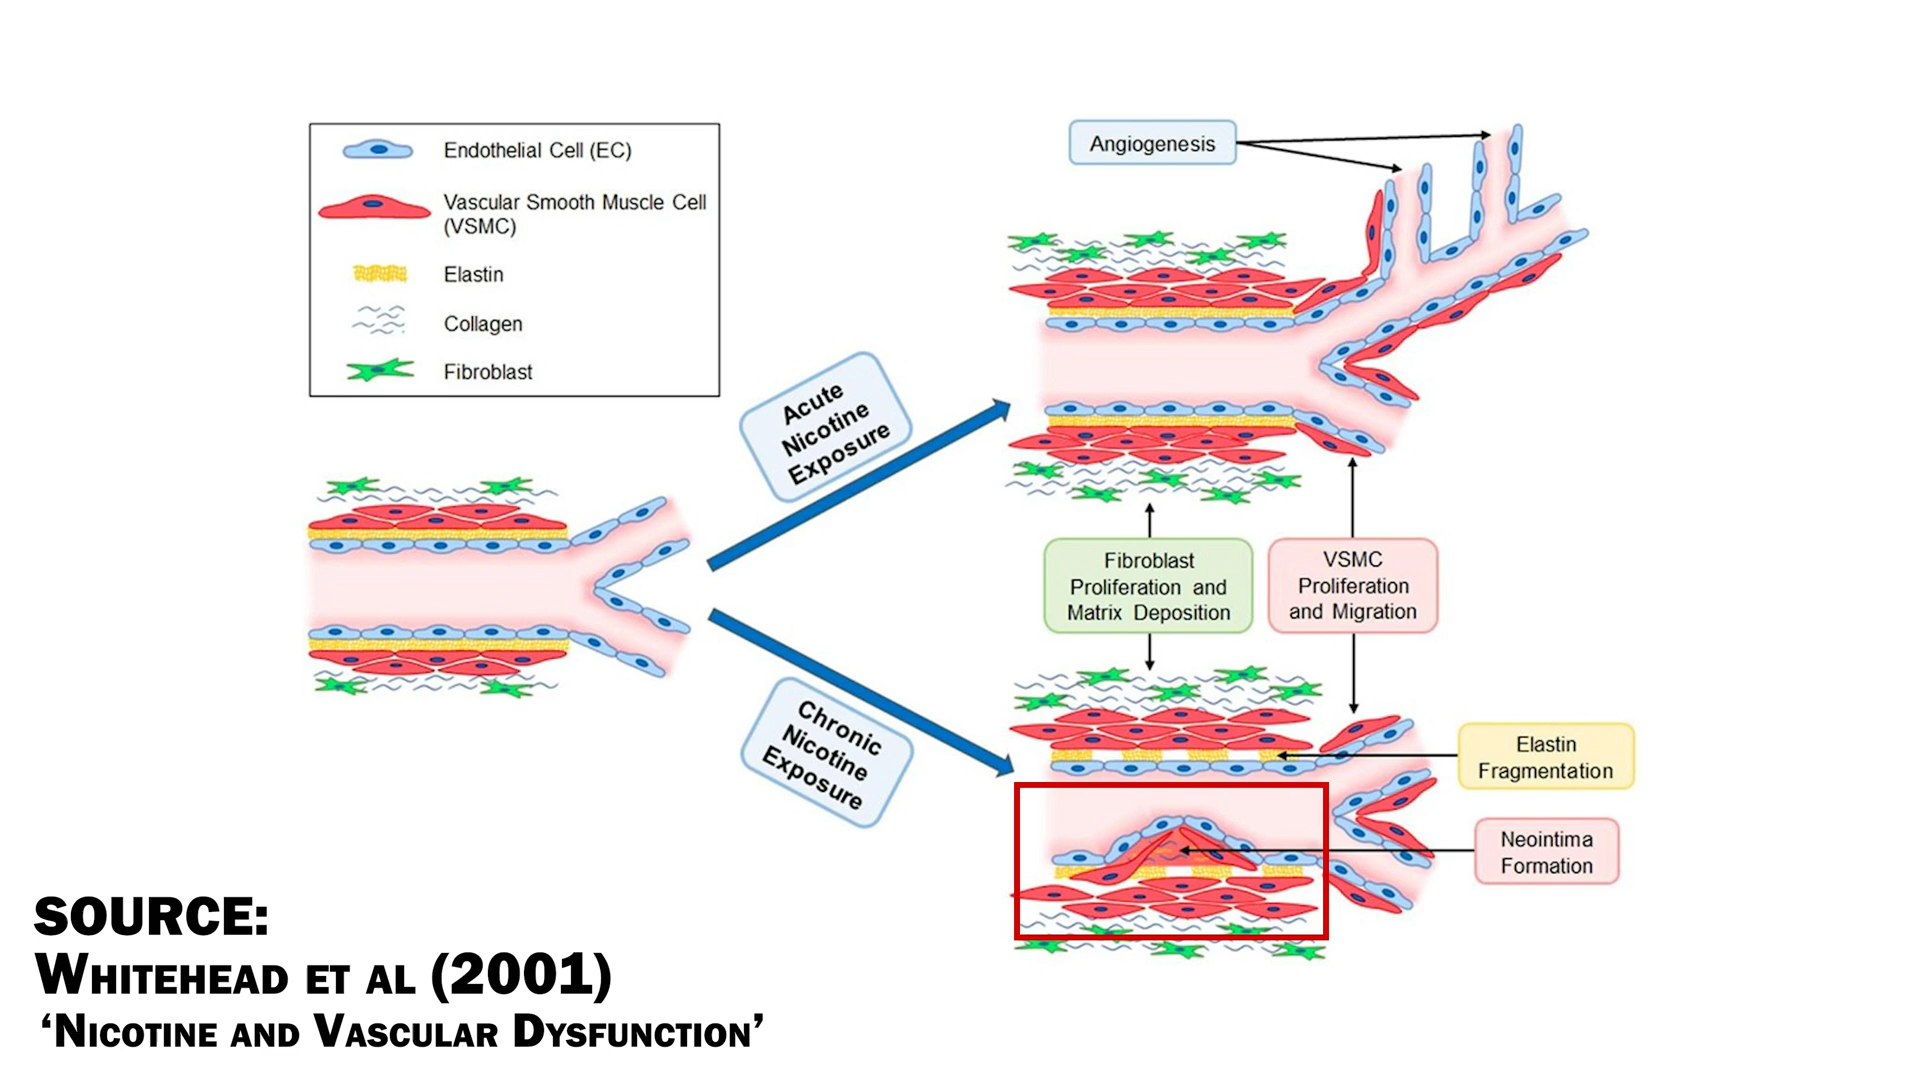 Endothelial Cell (EC)
Vascular Smooth Muscle Cell
(VSMC)
Elastin
Collagen
Fibroblast
Angiogenesis
Acute
Nicotine
Exposure
Chronic
Nicotine
Exposure
Fibroblast
Proliferation and
Matrix Deposition
VSMC
Proliferation
and Migration
Elastin
Fragmentation
Neointima
Formation
SOURCE:
WHITEHEAD ET AL (2001)
‘NICOTINE AND VASCULAR DYSFUNCTION’